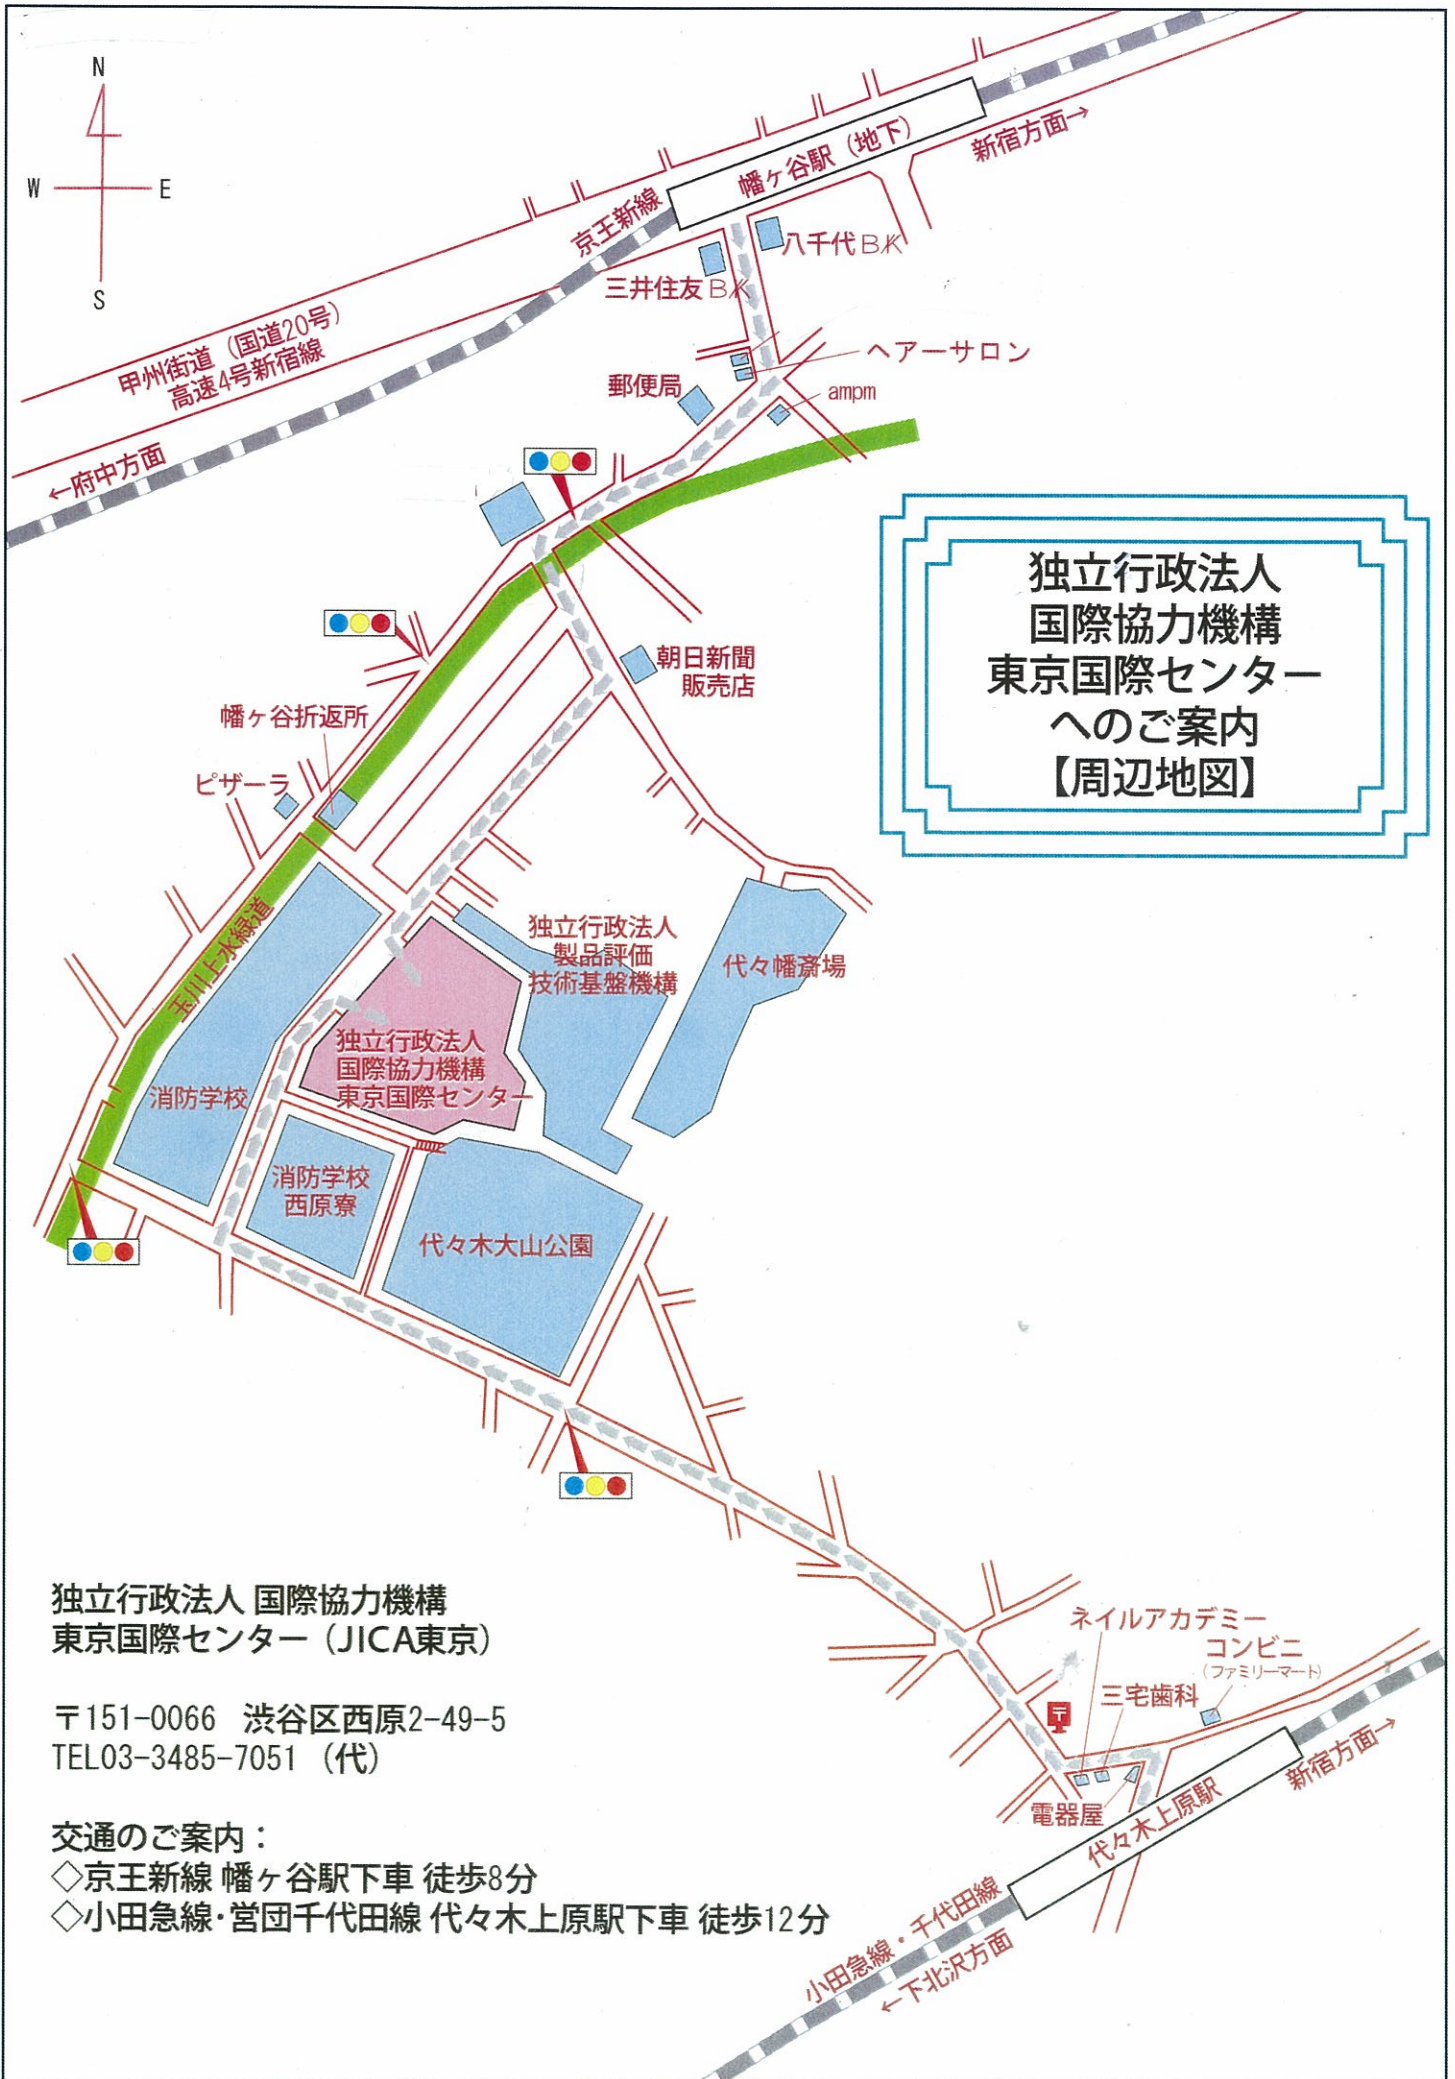 N
W
E
S
幡ヶ谷駅（地下）
新宿方面→
京王新線
八千代BK
三井住友BK
甲州街道（国道20号）
高速4号新宿線
ヘアーサロン
郵便局
ampm
←府中方面
独立行政法人
国際協力機構
東京国際センター
へのご案内
【周辺地図】
朝日新聞
販売店
幡ヶ谷折返所
ピザーラ
玉川上水緑道
独立行政法人
製品評価
技術基盤機構
代々幡斎場
独立行政法人
国際協力機構
東京国際センター
消防学校
消防学校
西原寮
代々木大山公園
独立行政法人 国際協力機構
東京国際センター（JICA東京）
〒151-0066 渋谷区西原2-49-5
TEL03-3485-7051（代）
交通のご案内：
◇京王新線 幡ヶ谷駅下車 徒歩8分
◇小田急線･営団千代田線 代々木上原駅下車 徒歩12分
ネイルアカデミー
コンビニ
（ファミリーマート）
三宅歯科
〒
電器屋
代々木上原駅
新宿方面→
小田急線・千代田線
←下北沢方面